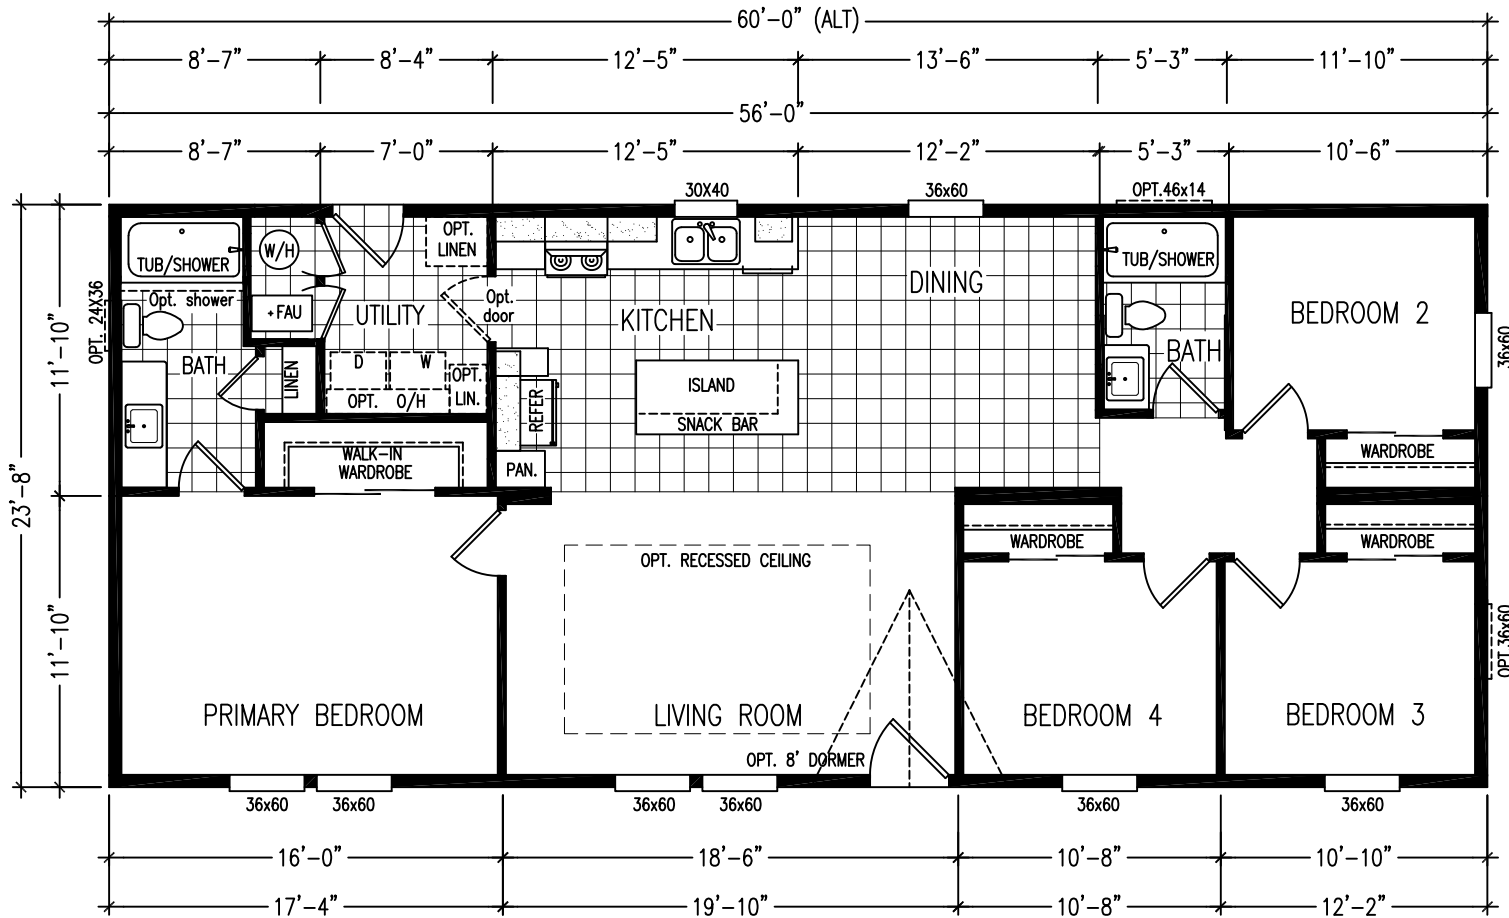 60'-0" (ALT)
8'-7" 8'-4" 12'-5" 13'-6" 5'-3" 11'-10"
56'-0"
8'-7" 7'-0" 12'-5" 12'-2" 5'-3" 10'-6"
30X40 36x60 OPT.46x14
23'-8"
11'-10"
11'-10"
OPT. 24X36
TUB/SHOWER
Opt. shower
BATH
W/H
+FAU
LINEN
UTILITY
OPT.
LINEN
Opt.
door
D W
OPT. O/H
OPT.
LIN.
WALK-IN
WARDROBE
KITCHEN
REFER
PAN.
ISLAND
SNACK BAR
DINING
TUB/SHOWER
BATH
BEDROOM 2
36x60
WARDROBE
WARDROBE
WARDROBE
OPT. RECESSED CEILING
OPT.36x60
PRIMARY BEDROOM
LIVING ROOM
BEDROOM 4
BEDROOM 3
OPT. 8' DORMER
36x60 36x60 36x60 36x60 36x60 36x60
16'-0" 18'-6" 10'-8" 10'-10"
17'-4" 19'-10" 10'-8" 12'-2"